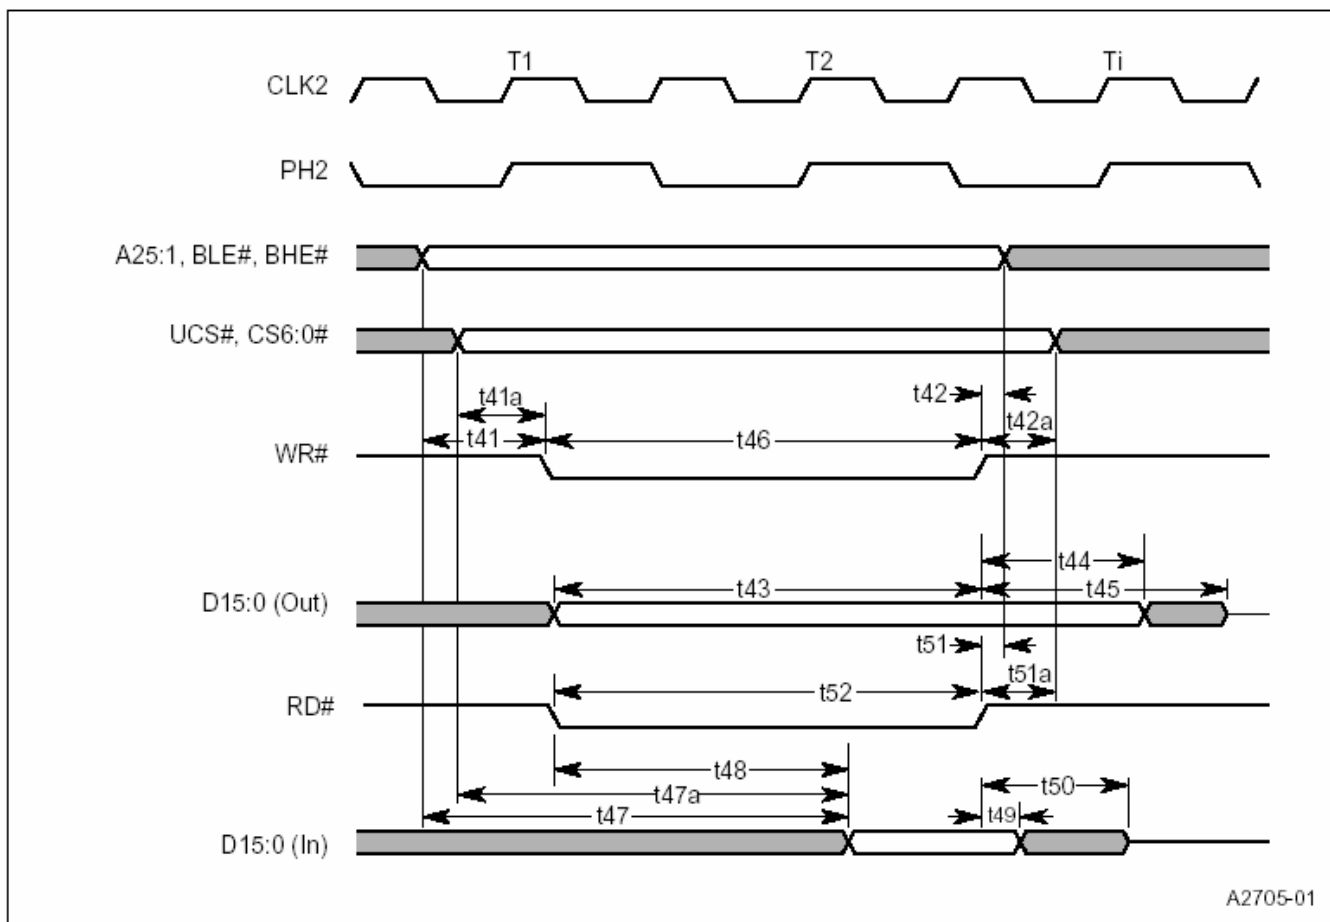 T1 T2 Ti
CLK2
PH2
A25:1, BLE#, BHE#
UCS#, CS6:0#
t42
t41a
t42a
t41 t46
WR#
t44
t43 t45
D15:0 (Out)
t51
t51a
t52
RD#
t48
t50
t47a
t47 t49
D15:0 (In)
A2705-01